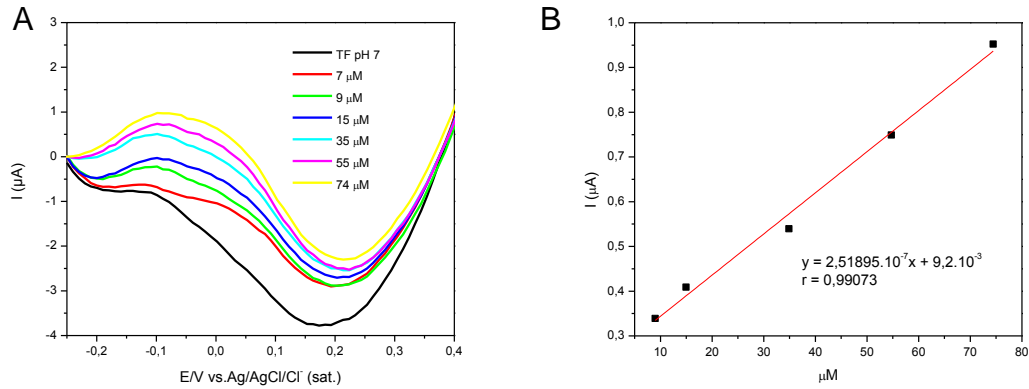 A
3
2
1
0
-1
-2
-3
-4
I (µA)
-0,2
-0,1
0,0
0,1
0,2
0,3
0,4
E/V vs.Ag/AgCl/Cl⁻ (sat.)
TF pH 7
7 µM
9 µM
15 µM
35 µM
55 µM
74 µM
B
1,0
0,9
0,8
0,7
0,6
0,5
0,4
0,3
I (µA)
10
20
30
40
50
60
70
80
µM
y = 2,51895.10⁻⁷x + 9,2.10⁻³
r = 0,99073